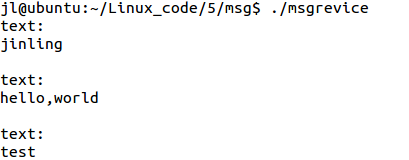 jl@ubuntu:~/Linux_code/5/msg$ ./msgrevice
text:
jinling
text:
hello,world
text:
test